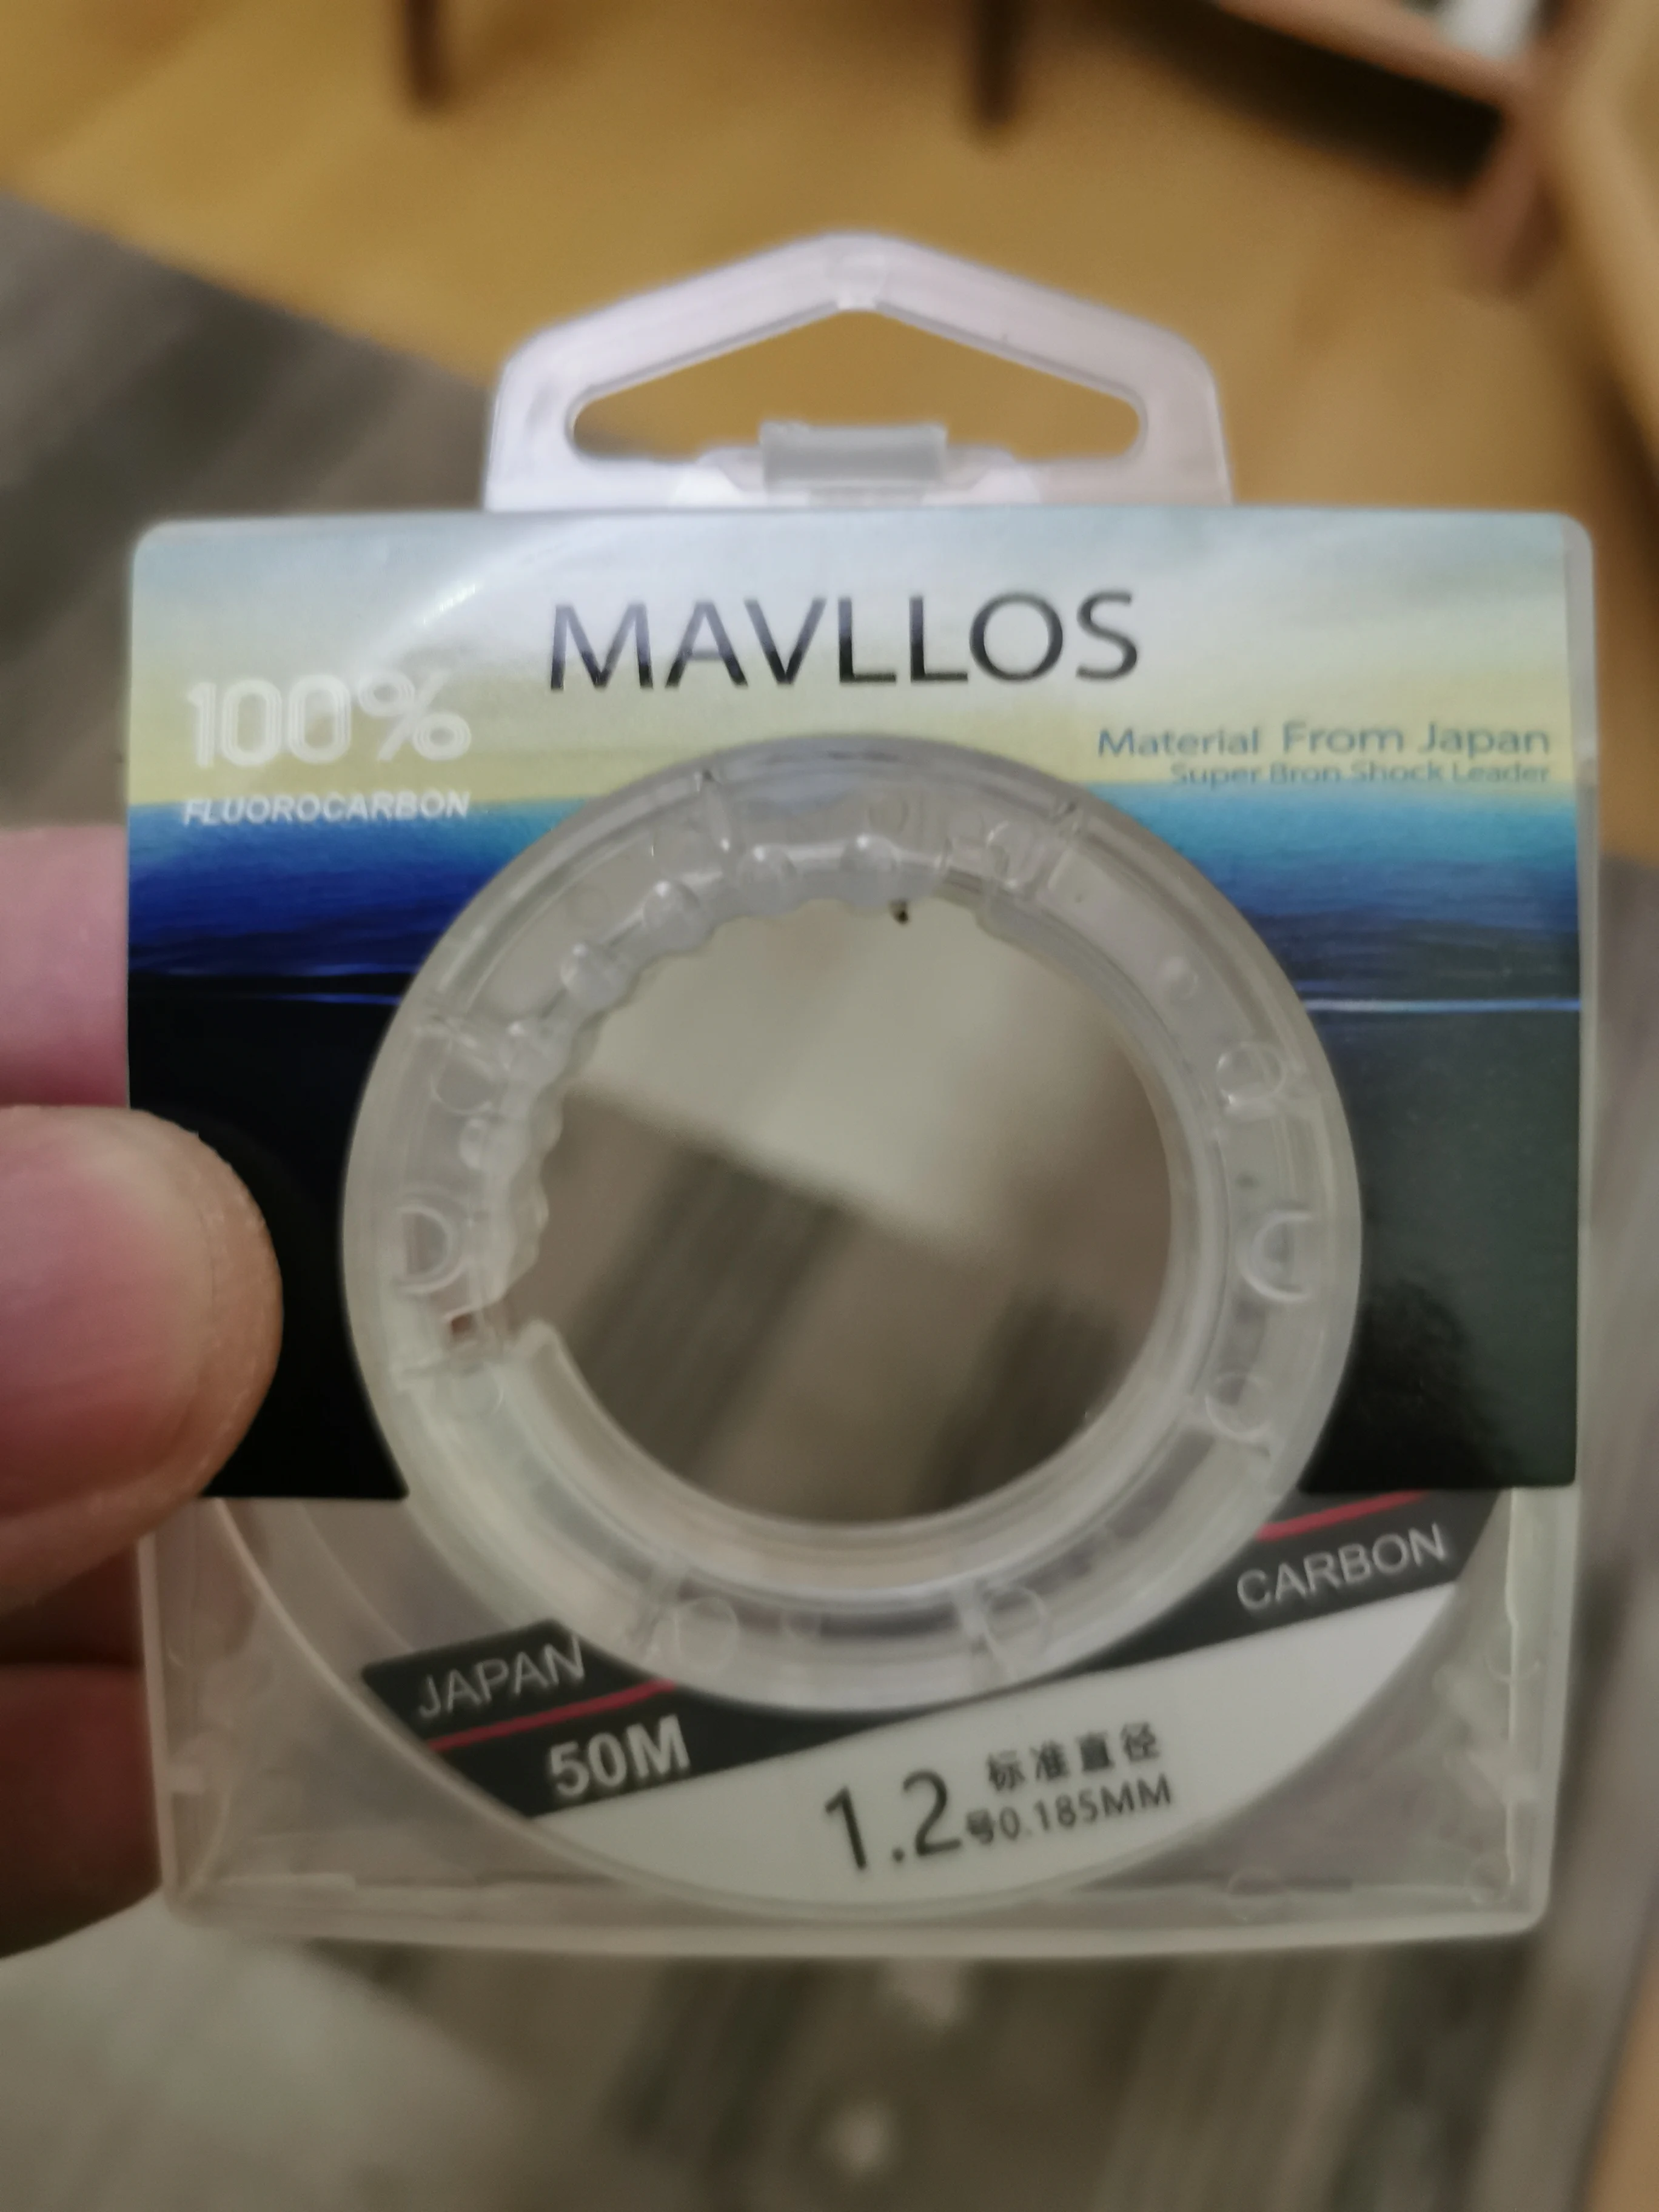 MAVLLOS
100%
FLUOROCARBON
Material From Japan
Super Bron Shock Leader
CARBON
JAPAN
50M
标准直径
1.2号0.185MM